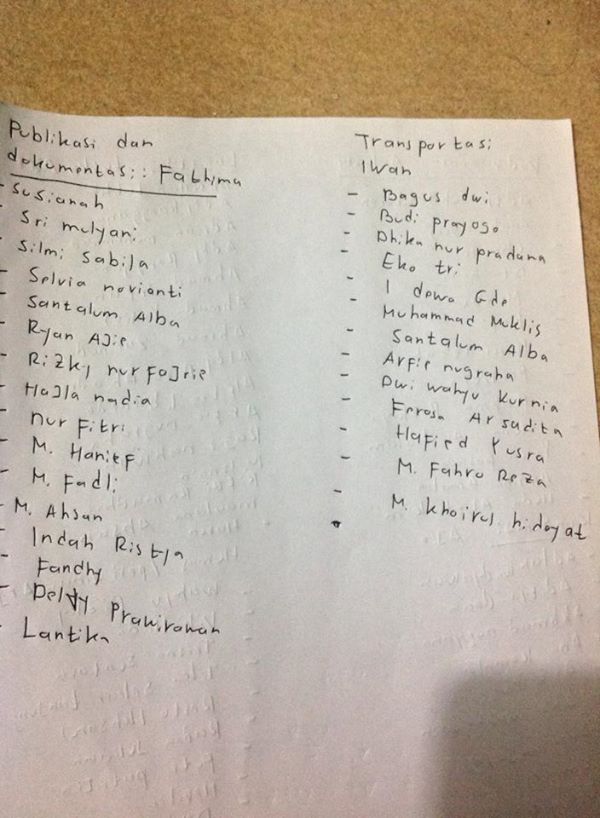 Publikasi dan
dokumentasi : Fathima
- Susianah
Sri mulyani
- Silmi Sabila
- Selvia novianti
- Santalum Alba
- Ryan Ajie
- Rizky nur fajrie
- Hajla nadia
- Nur Fitri
- M. Hanief
- M. Fadli
- M. Ahsan
- Indah Ristya
- Fandhy
- Deldy Prawirawan
- Lantika
Transportasi
Iwan
- Bagus dwi
- Budi prayogo
- Dhika nur pradana
- Eko tri
- I dewa Gde
- Muhammad Muklis
- Santalum Alba
- Arfie nugraha
- Dwi wahyu kurnia
- Ferosa Arsadita
- Hafied Yusra
- M. Fahru Reza
- M. Khoirul hidayat